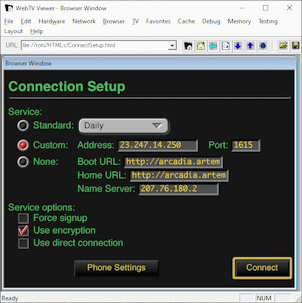 WebTV Viewer - Browser Window
File Edit Hardware Network Browser TV Favorites Cache Debug Memory Testing
Layout Help
URL: file://rom/HTMLs/ConnectSetup.html
Browser Window
Connection Setup
Service:
Standard: Daily
Custom: Address: 23.247.14.250 Port: 1615
None: Boot URL: http://arcadia.artem
Home URL: http://arcadia.artem
Name Server: 207.76.180.2
Service options:
Force signup
Use encryption
Use direct connection
Phone Settings Connect
Ready NUM